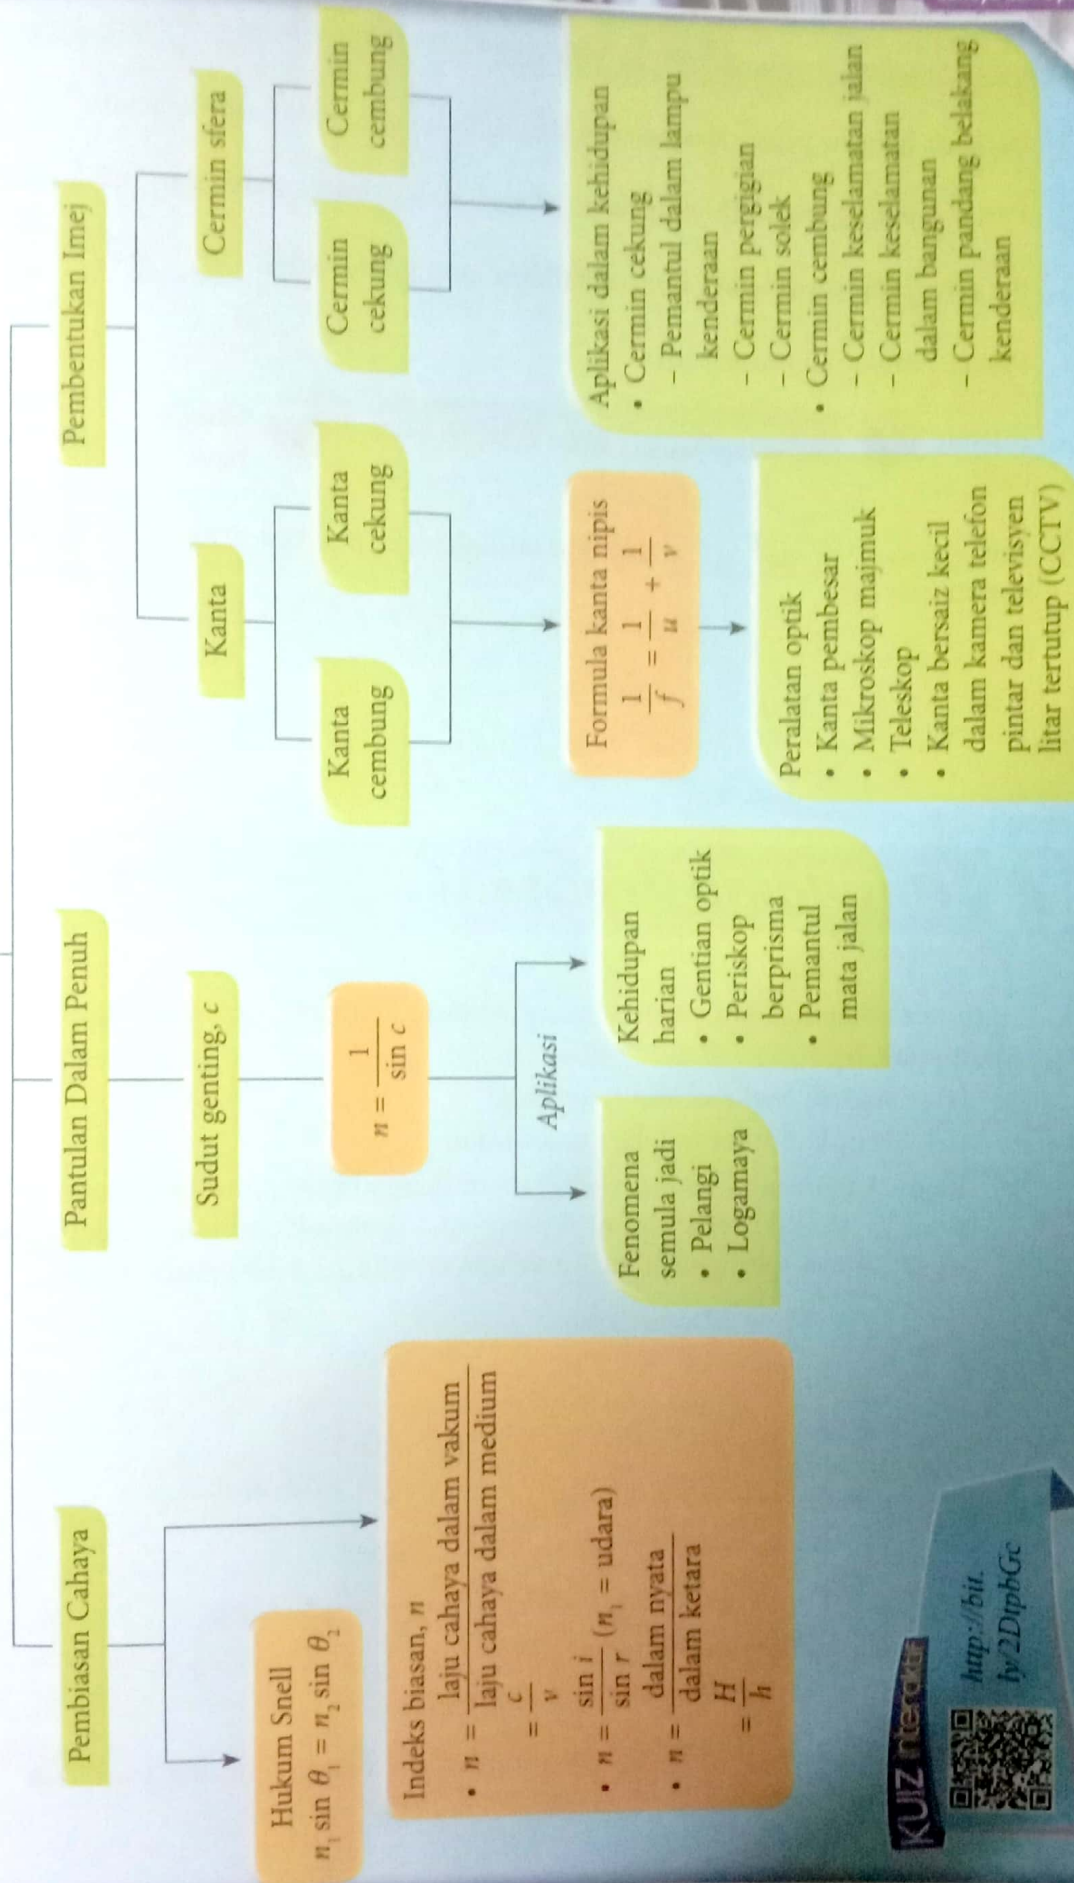 Pembiasan Cahaya
Hukum Snell
n₁ sin θ₁ = n₂ sin θ₂
Indeks biasan, n
• n = laju cahaya dalam vakum / laju cahaya dalam medium
= c / v
• n = sin i / sin r (n₁ = udara)
• n = dalam nyata / dalam ketara
= H / h
Pantulan Dalam Penuh
Sudut genting, c
n = 1 / sin c
Aplikasi
Fenomena
semula jadi
• Pelangi
• Logamaya
Kehidupan
harian
• Gentian optik
• Periskop
berprisma
• Pemantul
mata jalan
Pembentukan Imej
Kanta
Kanta
cembung
Kanta
cekung
Formula kanta nipis
1/f = 1/u + 1/v
Peralatan optik
• Kanta pembesar
• Mikroskop majmuk
• Teleskop
• Kanta bersaiz kecil
dalam kamera telefon
pintar dan televisyen
litar tertutup (CCTV)
Cermin sfera
Cermin
cekung
Cermin
cembung
Aplikasi dalam kehidupan
• Cermin cekung
– Pemantul dalam lampu
kenderaan
– Cermin pergigian
– Cermin solek
• Cermin cembung
– Cermin keselamatan jalan
– Cermin keselamatan
dalam bangunan
– Cermin pandang belakang
kenderaan
KUIZ Interaktif
http://bit.
ly/2DtpbGc